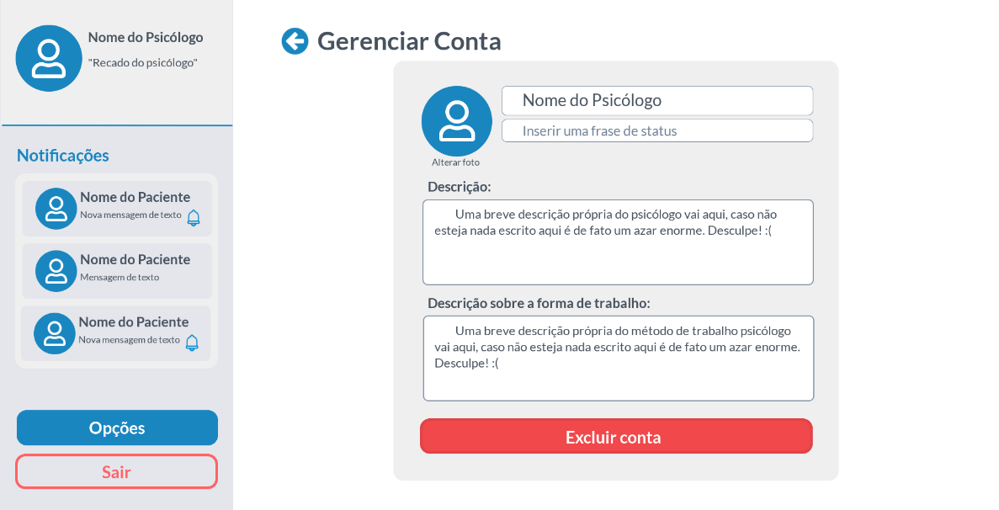 Nome do Psicólogo
"Recado do psicólogo"
Notificações
Nome do Paciente
Nova mensagem de texto
Nome do Paciente
Mensagem de texto
Nome do Paciente
Nova mensagem de texto
Opções
Sair
Gerenciar Conta
Nome do Psicólogo
Inserir uma frase de status
Alterar foto
Descrição:
Uma breve descrição própria do psicólogo vai aqui, caso não
esteja nada escrito aqui é de fato um azar enorme. Desculpe! :(
Descrição sobre a forma de trabalho:
Uma breve descrição própria do método de trabalho psicólogo
vai aqui, caso não esteja nada escrito aqui é de fato um azar enorme.
Desculpe! :(
Excluir conta